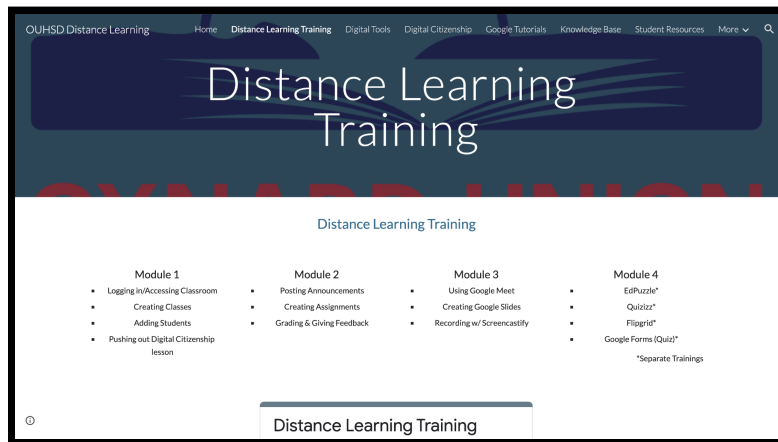 OUHSD Distance Learning
Home Distance Learning Training Digital Tools Digital Citizenship Google Tutorials Knowledge Base Student Resources More
Distance Learning
Training
OXNARD UNION
Distance Learning Training
Module 1
Logging in/Accessing Classroom
Creating Classes
Adding Students
Pushing out Digital Citizenship
lesson
Module 2
Posting Announcements
Creating Assignments
Grading & Giving Feedback
Module 3
Using Google Meet
Creating Google Slides
Recording w/ Screencastify
Module 4
EdPuzzle*
Quizizz*
Flipgrid*
Google Forms (Quiz)*
*Separate Trainings
Distance Learning Training